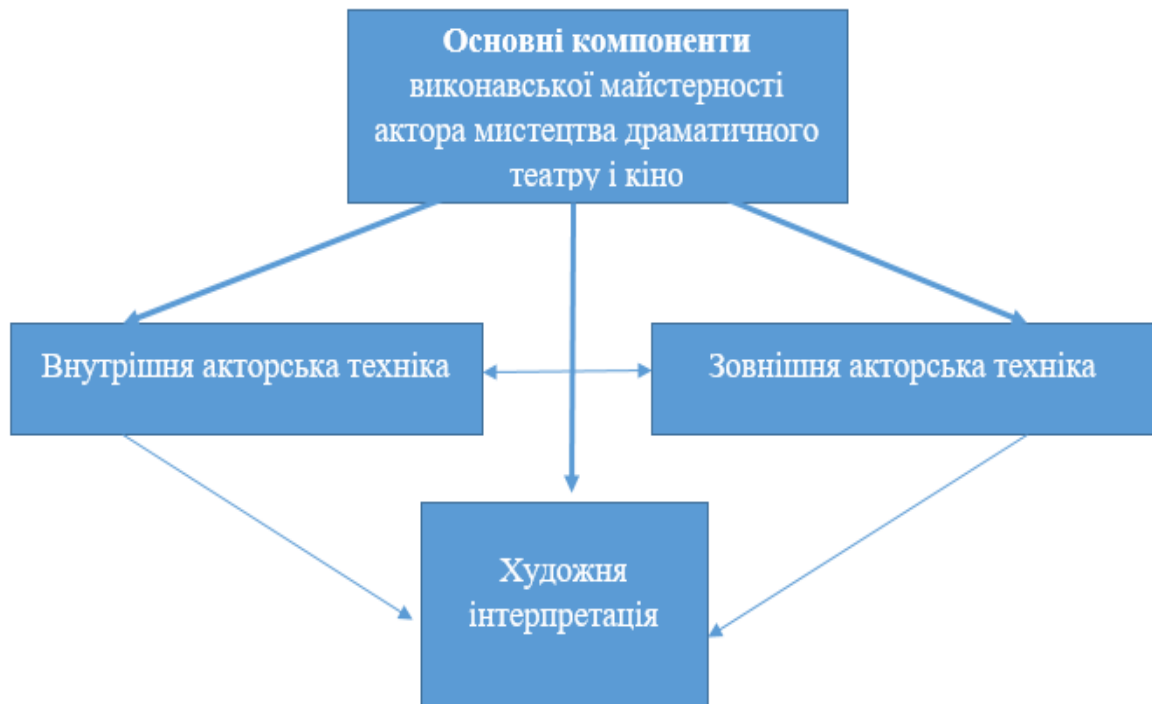 Основні компоненти
виконавської майстерності
актора мистецтва драматичного
театру і кіно
Внутрішня акторська техніка
Зовнішня акторська техніка
Художня
інтерпретація